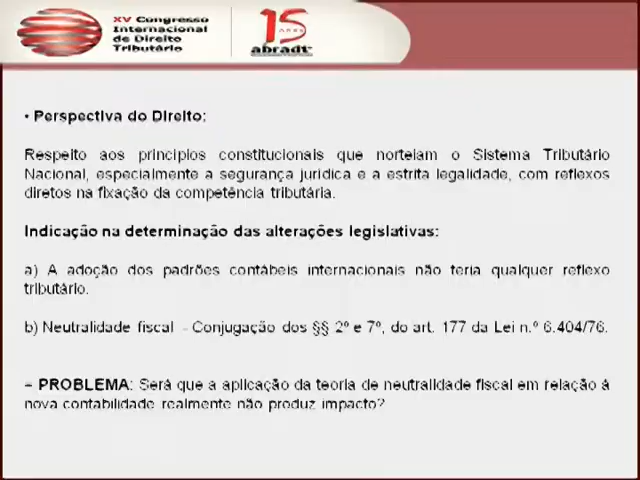 XV Congresso
Internacional
de Direito
Tributário
15
anos
abradt
• Perspectiva do Direito:
Respeito aos princípios constitucionais que norteiam o Sistema Tributário
Nacional, especialmente a segurança jurídica e a estrita legalidade, com reflexos
diretos na fixação da competência tributária.
Indicação na determinação das alterações legislativas:
a) A adoção dos padrões contábeis internacionais não teria qualquer reflexo
tributário.
b) Neutralidade fiscal - Conjugação dos §§ 2º e 7º, do art. 177 da Lei n.º 6.404/76.
– PROBLEMA: Será que a aplicação da teoria de neutralidade fiscal em relação à
nova contabilidade realmente não produz impacto?